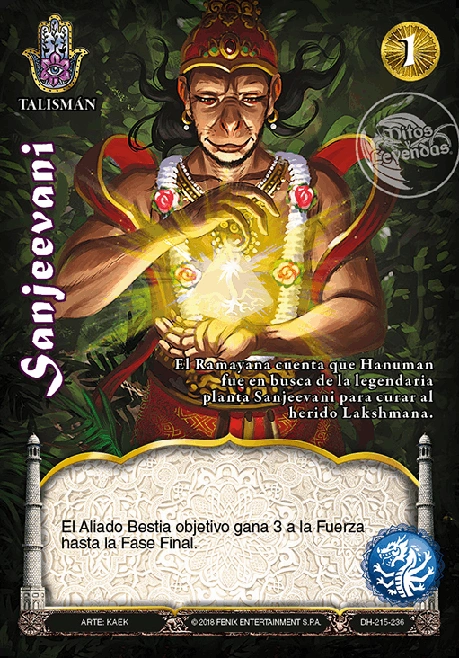 1
TALISMÁN
Mitos y
Leyendas
Sanjeevani
El Ramayana cuenta que Hanuman
fue en busca de la legendaria
planta Sanjeevani para curar al
herido Lakshmana.
El Aliado Bestia objetivo gana 3 a la Fuerza
hasta la Fase Final.
ARTE: KAEK
©2018 FENIX ENTERTAINMENT S.P.A.
DH-215-236